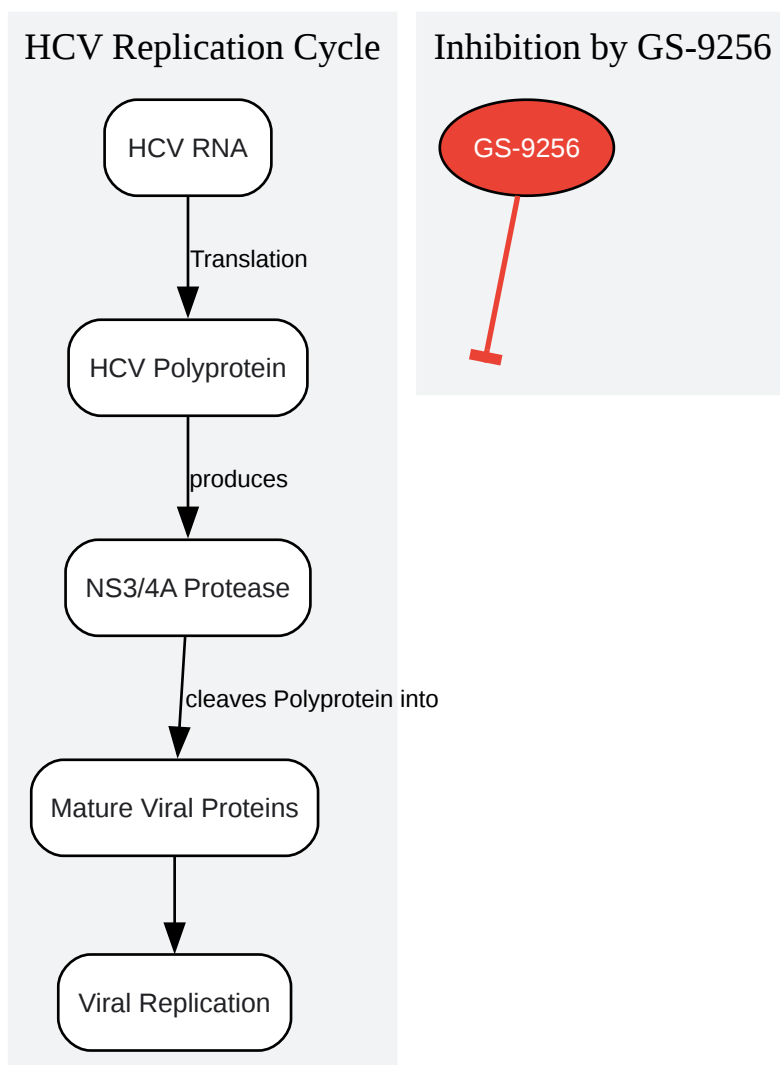 HCV Replication Cycle
HCV RNA
Translation
HCV Polyprotein
produces
NS3/4A Protease
cleaves Polyprotein into
Mature Viral Proteins
Viral Replication
Inhibition by GS-9256
GS-9256